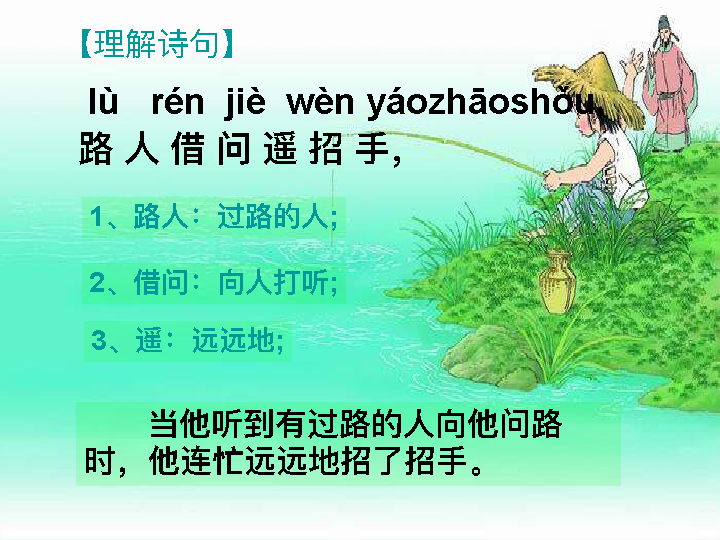 【理解诗句】
lù rén jiè wèn yáozhāoshǒu,
路 人 借 问 遥 招 手,
1、路人：过路的人;
2、借问：向人打听;
3、遥：远远地;
当他听到有过路的人向他问路
时，他连忙远远地招了招手。